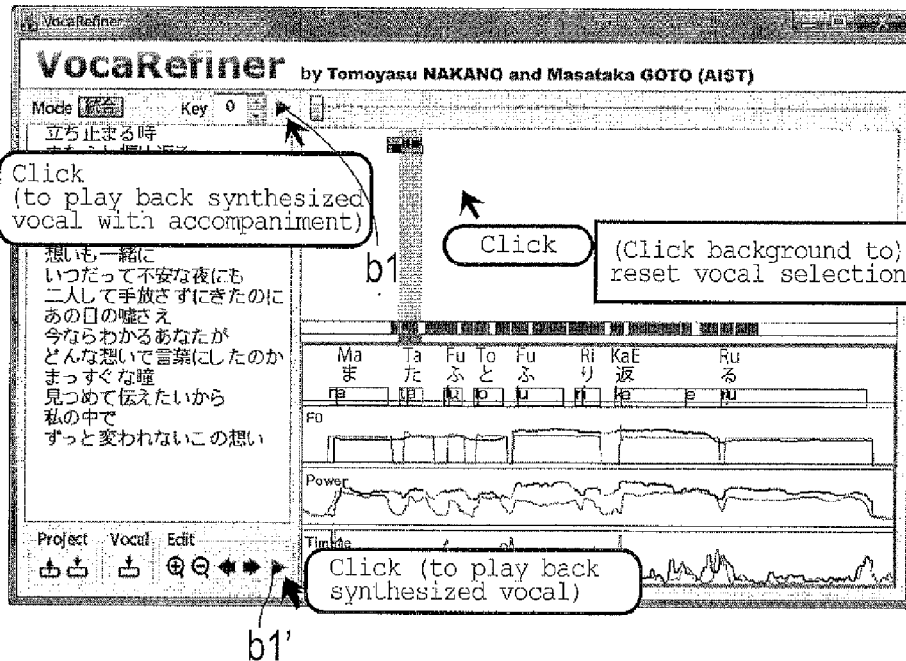 VocaRefiner
VocaRefiner by Tomoyasu NAKANO and Masataka GOTO (AIST)
Mode 試合 Key 0
立ち止まる時
Click
(to play back synthesized
vocal with accompaniment)
b1
Click
(Click background to)
reset vocal selection
想いも一緒に
いつだって不安な夜にも
二人して手放さずにきたのに
あの日の嘘さえ
今ならわかるあなたが
どんな想いて言葉にしたのか
まっすぐな瞳
見つめて伝えたいから
私の中で
ずっと変われないこの想い
Ma Ta Fu To Fu Ri KaE Ru
ま た ふ と ふ り 返 る
F0
Power
Project Vocal Edit
Click (to play back
synthesized vocal)
b1'